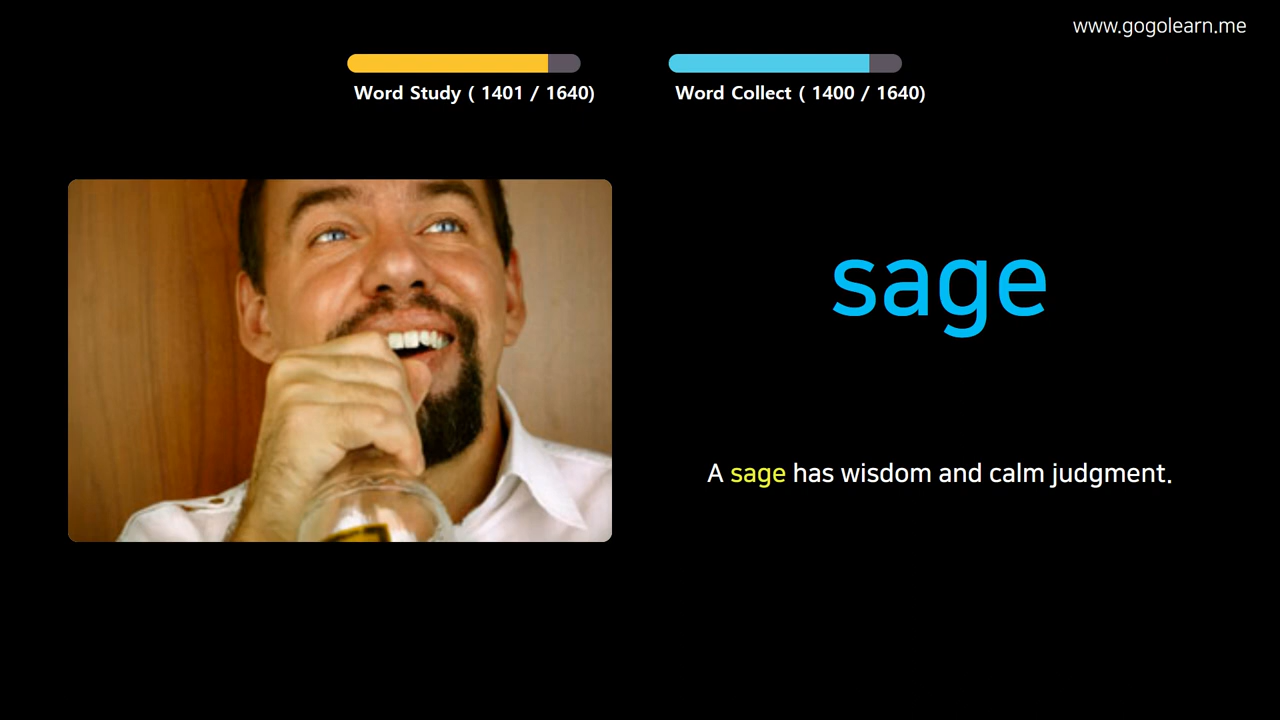 www.gogolearn.me
Word Study ( 1401 / 1640)
Word Collect ( 1400 / 1640)
sage
A sage has wisdom and calm judgment.